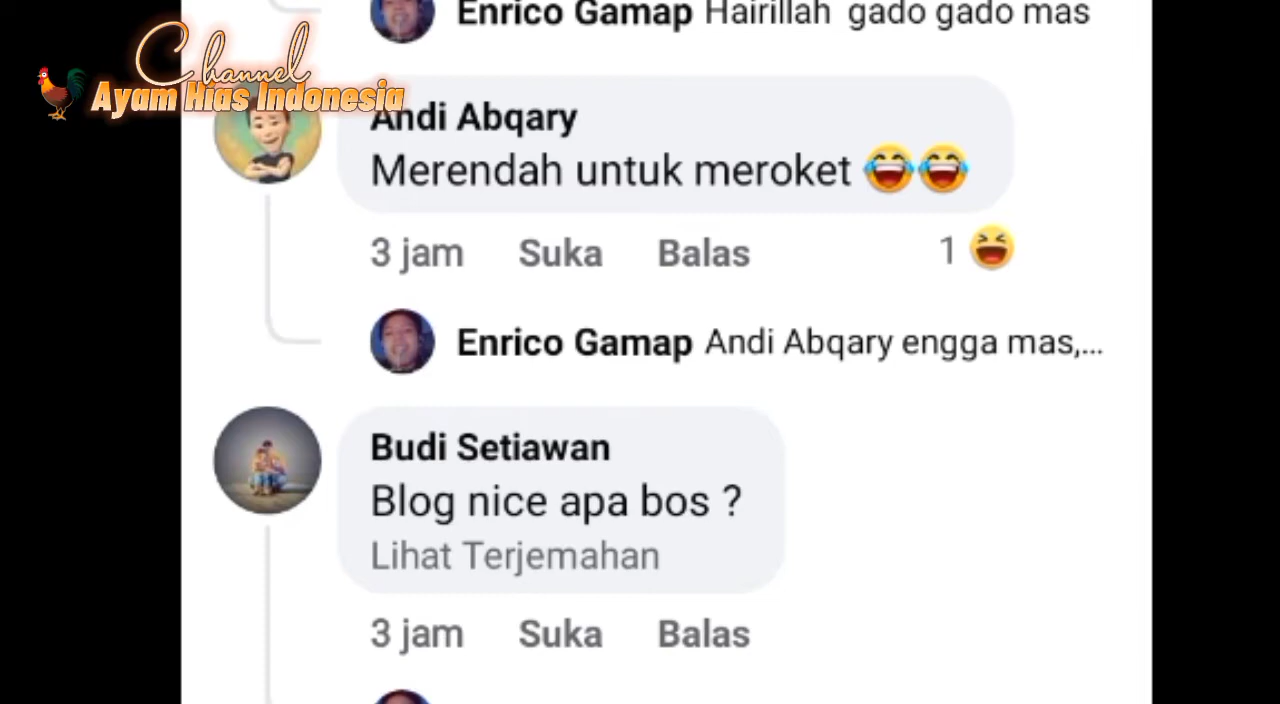 Enrico Gamap Hairillah gado gado mas
Channel
Ayam Hias Indonesia
Andi Abqary
Merendah untuk meroket 😂😂
3 jam Suka Balas 1 😆
Enrico Gamap Andi Abqary engga mas,...
Budi Setiawan
Blog nice apa bos ?
Lihat Terjemahan
3 jam Suka Balas